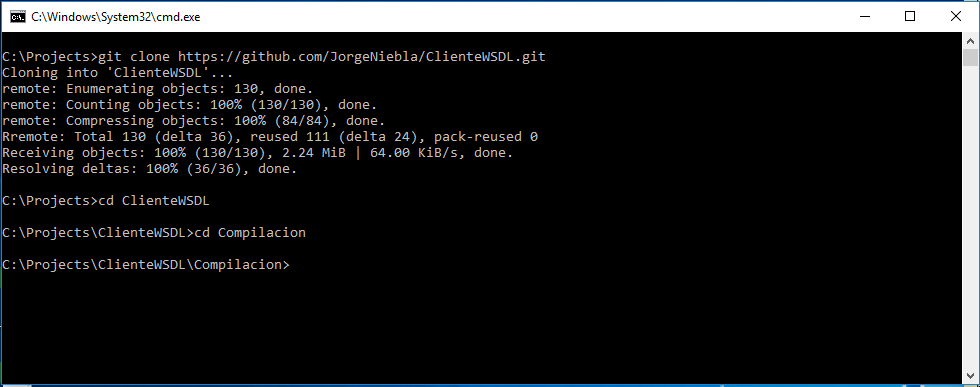 C:\Windows\System32\cmd.exe
C:\Projects>git clone https://github.com/JorgeNiebla/ClienteWSDL.git
Cloning into 'ClienteWSDL'...
remote: Enumerating objects: 130, done.
remote: Counting objects: 100% (130/130), done.
remote: Compressing objects: 100% (84/84), done.
Rremote: Total 130 (delta 36), reused 111 (delta 24), pack-reused 0
Receiving objects: 100% (130/130), 2.24 MiB | 64.00 KiB/s, done.
Resolving deltas: 100% (36/36), done.
C:\Projects>cd ClienteWSDL
C:\Projects\ClienteWSDL>cd Compilacion
C:\Projects\ClienteWSDL\Compilacion>